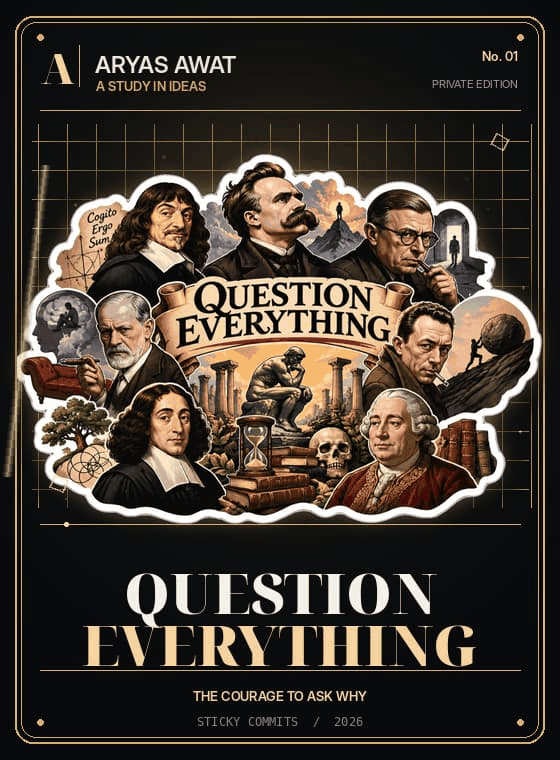 A
ARYAS AWAT
A STUDY IN IDEAS
No. 01
PRIVATE EDITION
Cogito
Ergo
Sum
QUESTION
EVERYTHING
QUESTION
EVERYTHING
THE COURAGE TO ASK WHY
STICKY COMMITS / 2026